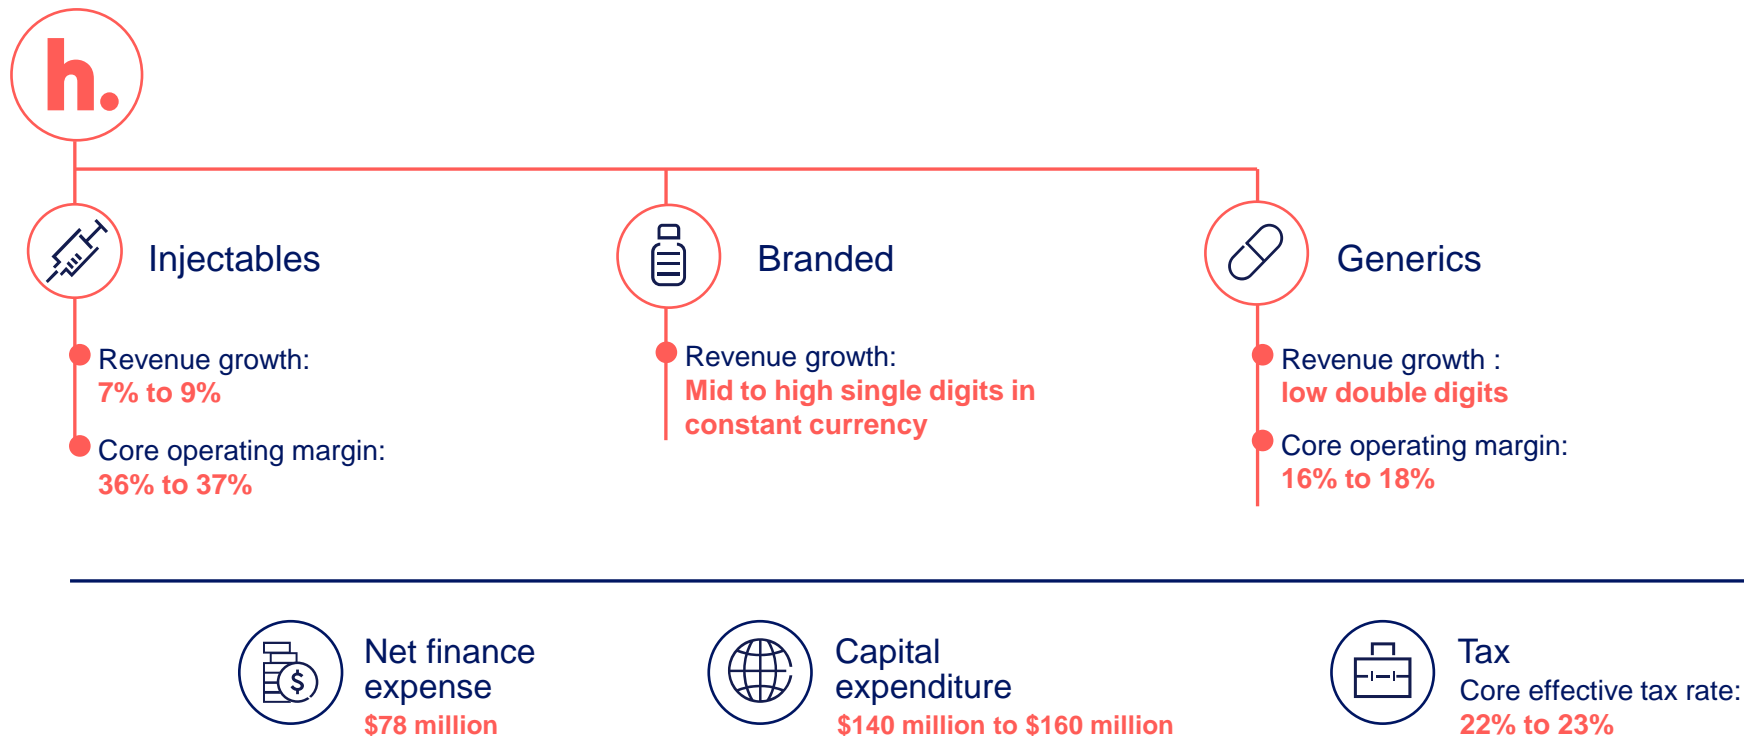 h.
Injectables
Revenue growth:
7% to 9%
Core operating margin:
36% to 37%
Branded
Revenue growth:
Mid to high single digits in
constant currency
Generics
Revenue growth :
low double digits
Core operating margin:
16% to 18%
Net finance
expense
$78 million
Capital
expenditure
$140 million to $160 million
Tax
Core effective tax rate:
22% to 23%